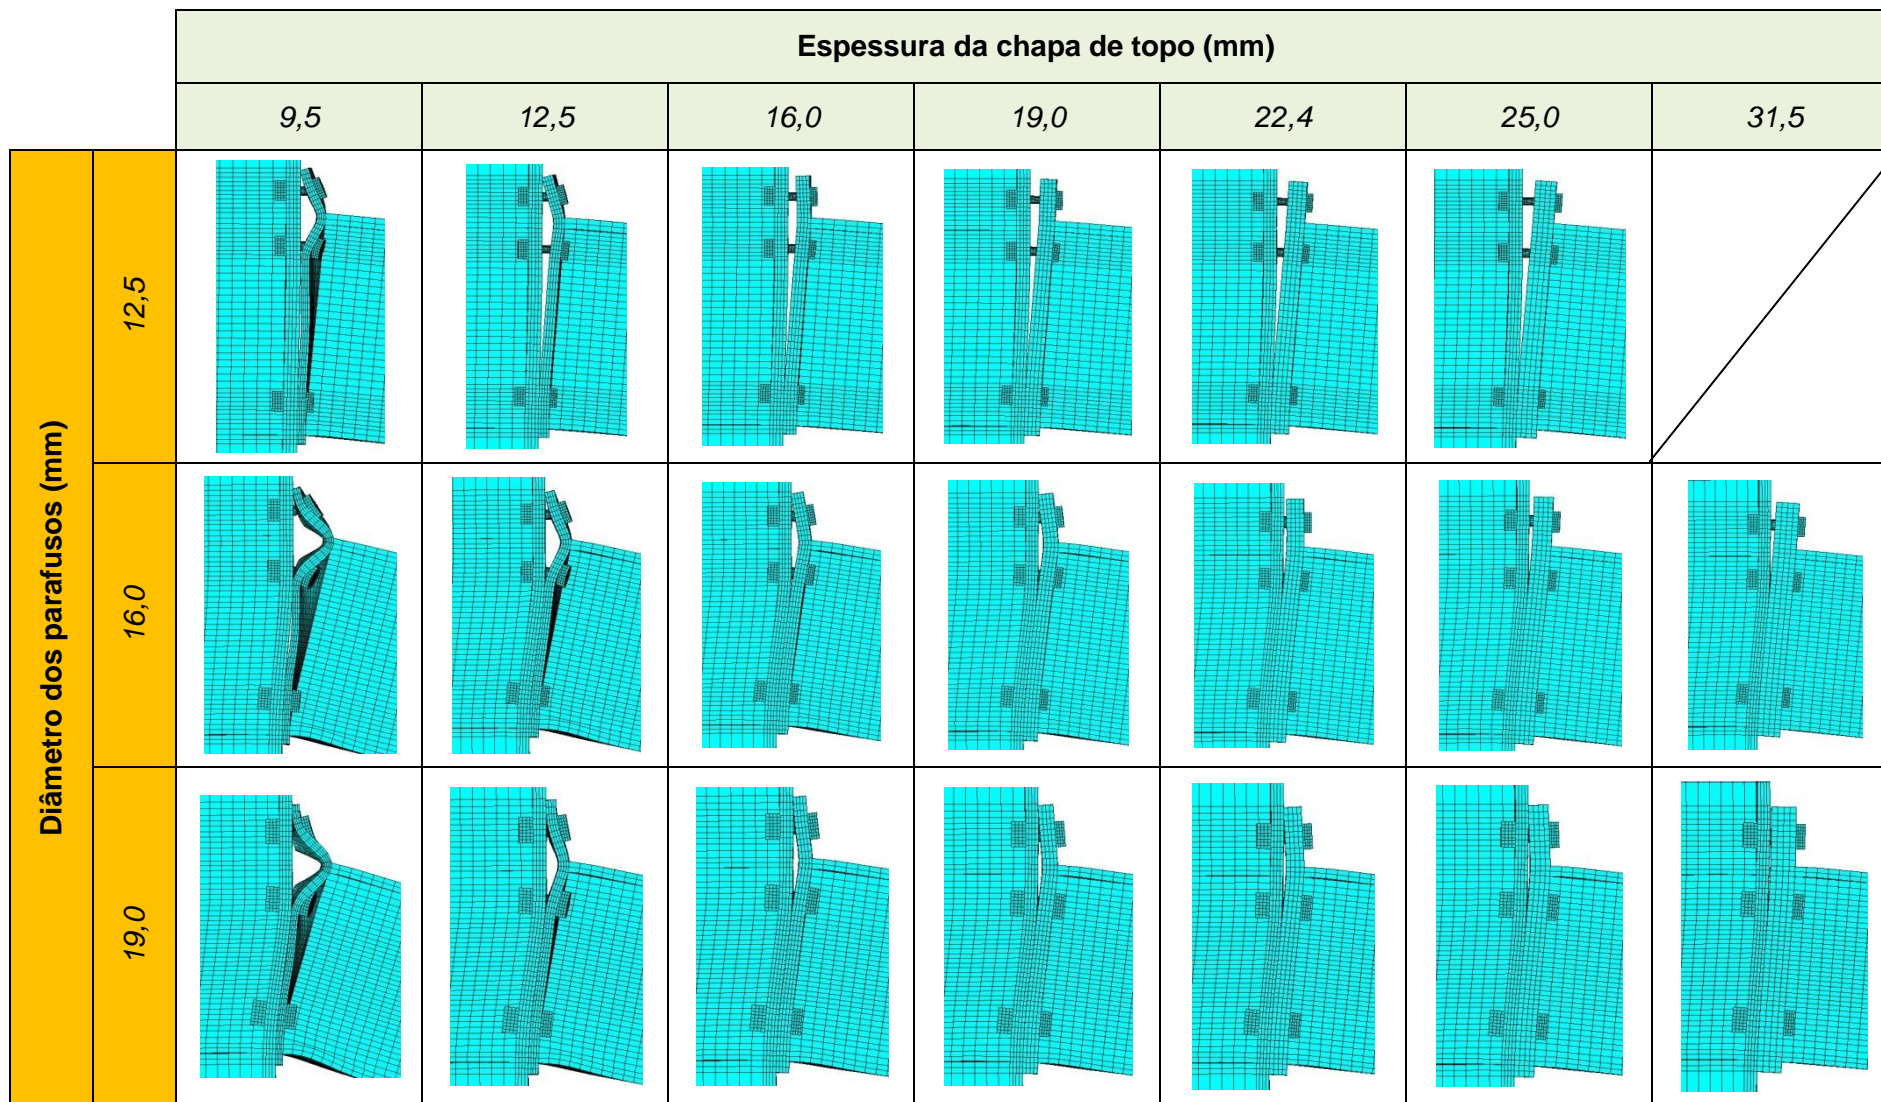 Espessura da chapa de topo (mm)
9,5 12,5 16,0 19,0 22,4 25,0 31,5
Diâmetro dos parafusos (mm)
12,5
16,0
19,0